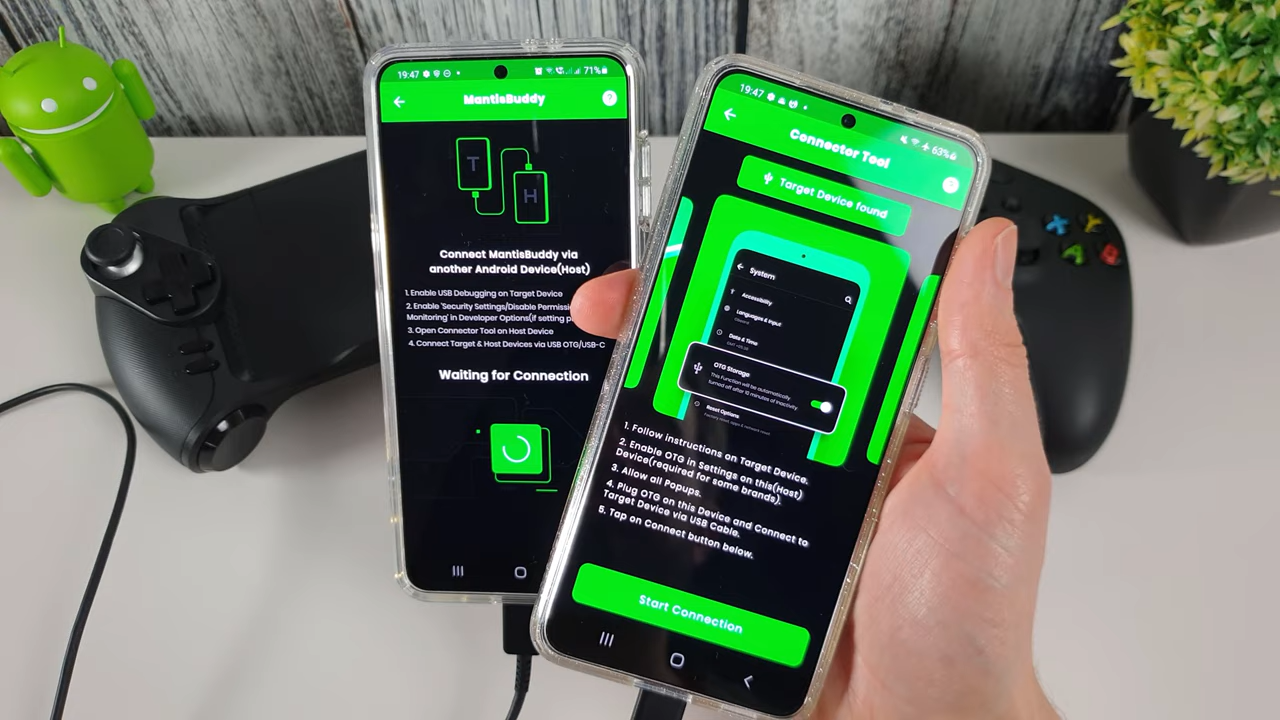 19:47
71%
MantisBuddy
?
T
H
Connect MantisBuddy via
another Android Device(Host)
1. Enable USB Debugging on Target Device
2. Enable 'Security Settings/Disable Permissi
Monitoring' in Developer Options(if setting p
3. Open Connector Tool on Host Device
4. Connect Target & Host Devices via USB OTG/USB-C
Waiting for Connection
19:47
63%
Connector Tool
?
Target Device found
System
Accessibility
Languages & Input
Date & Time
OTG Storage
This Function will be automatically
turned off after 10 minutes of inactivity
Reset Options
1. Follow instructions on Target Device.
2. Enable OTG in Settings on this(Host)
Device(required for some brands).
3. Allow all Popups.
4. Plug OTG on this Device and Connect to
Target Device via USB Cable.
5. Tap on Connect button below.
Start Connection
X
Y
A
B